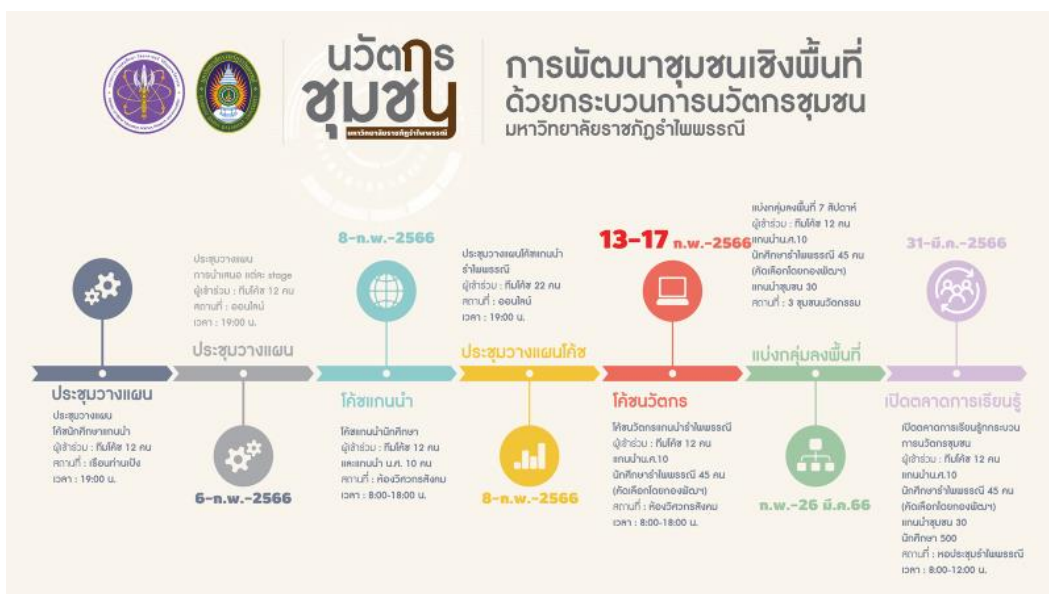 นวัตกร
ชุมชน
มหาวิทยาลัยราชภัฏรำไพพรรณี
การพัฒนาชุมชนเชิงพื้นที่
ด้วยกระบวนการนวัตกรชุมชน
มหาวิทยาลัยราชภัฏรำไพพรรณี
ประชุมวางแผน
ประชุมวางแผน
โค้ชนักศึกษาแกนนำ
ผู้เข้าร่วม : ทีมโค้ช 12 คน
สถานที่ : เรือนท่านเป็ง
เวลา : 19:00 น.
ประชุมวางแผน
การนำเสนอ แต่ละ stage
ผู้เข้าร่วม : ทีมโค้ช 12 คน
สถานที่ : ออนไลน์
เวลา : 19:00 น.
ประชุมวางแผน
6-ก.พ.-2566
8-ก.พ.-2566
โค้ชแกนนำ
โค้ชแกนนำนักศึกษา
ผู้เข้าร่วม : ทีมโค้ช 12 คน
และแกนนำ น.ศ. 10 คน
สถานที่ : ห้องวิศวกรสังคม
เวลา : 8:00-18:00 น.
ประชุมวางแผนโค้ชแกนนำ
รำไพพรรณี
ผู้เข้าร่วม : ทีมโค้ช 22 คน
สถานที่ : ออนไลน์
เวลา : 19:00 น.
ประชุมวางแผนโค้ช
8-ก.พ.-2566
13-17 ก.พ.-2566
โค้ชนวัตกร
โค้ชนวัตกรแกนนำรำไพพรรณี
ผู้เข้าร่วม : ทีมโค้ช 12 คน
แกนนำน.ศ.10
นักศึกษารำไพพรรณี 45 คน
(คัดเลือกโดยกองพัฒฯ)
สถานที่ : ห้องวิศวกรสังคม
เวลา : 8:00-18:00 น.
แบ่งกลุ่มลงพื้นที่ 7 สัปดาห์
ผู้เข้าร่วม : ทีมโค้ช 12 คน
แกนนำน.ศ.10
นักศึกษารำไพพรรณี 45 คน
(คัดเลือกโดยกองพัฒฯ)
แกนนำชุมชน 30
สถานที่ : 3 ชุมชนนวัตกรรม
แบ่งกลุ่มลงพื้นที่
ก.พ.-26 มี.ค.66
31-มี.ค.-2566
เปิดตลาดการเรียนรู้
เปิดตลาดการเรียนรู้กระบวน
การนวัตกรชุมชน
ผู้เข้าร่วม : ทีมโค้ช 12 คน
แกนนำน.ศ.10
นักศึกษารำไพพรรณี 45 คน
(คัดเลือกโดยกองพัฒฯ)
แกนนำชุมชน 30
นักศึกษา 500
สถานที่ : หอประชุมรำไพพรรณี
เวลา : 8:00-12:00 น.